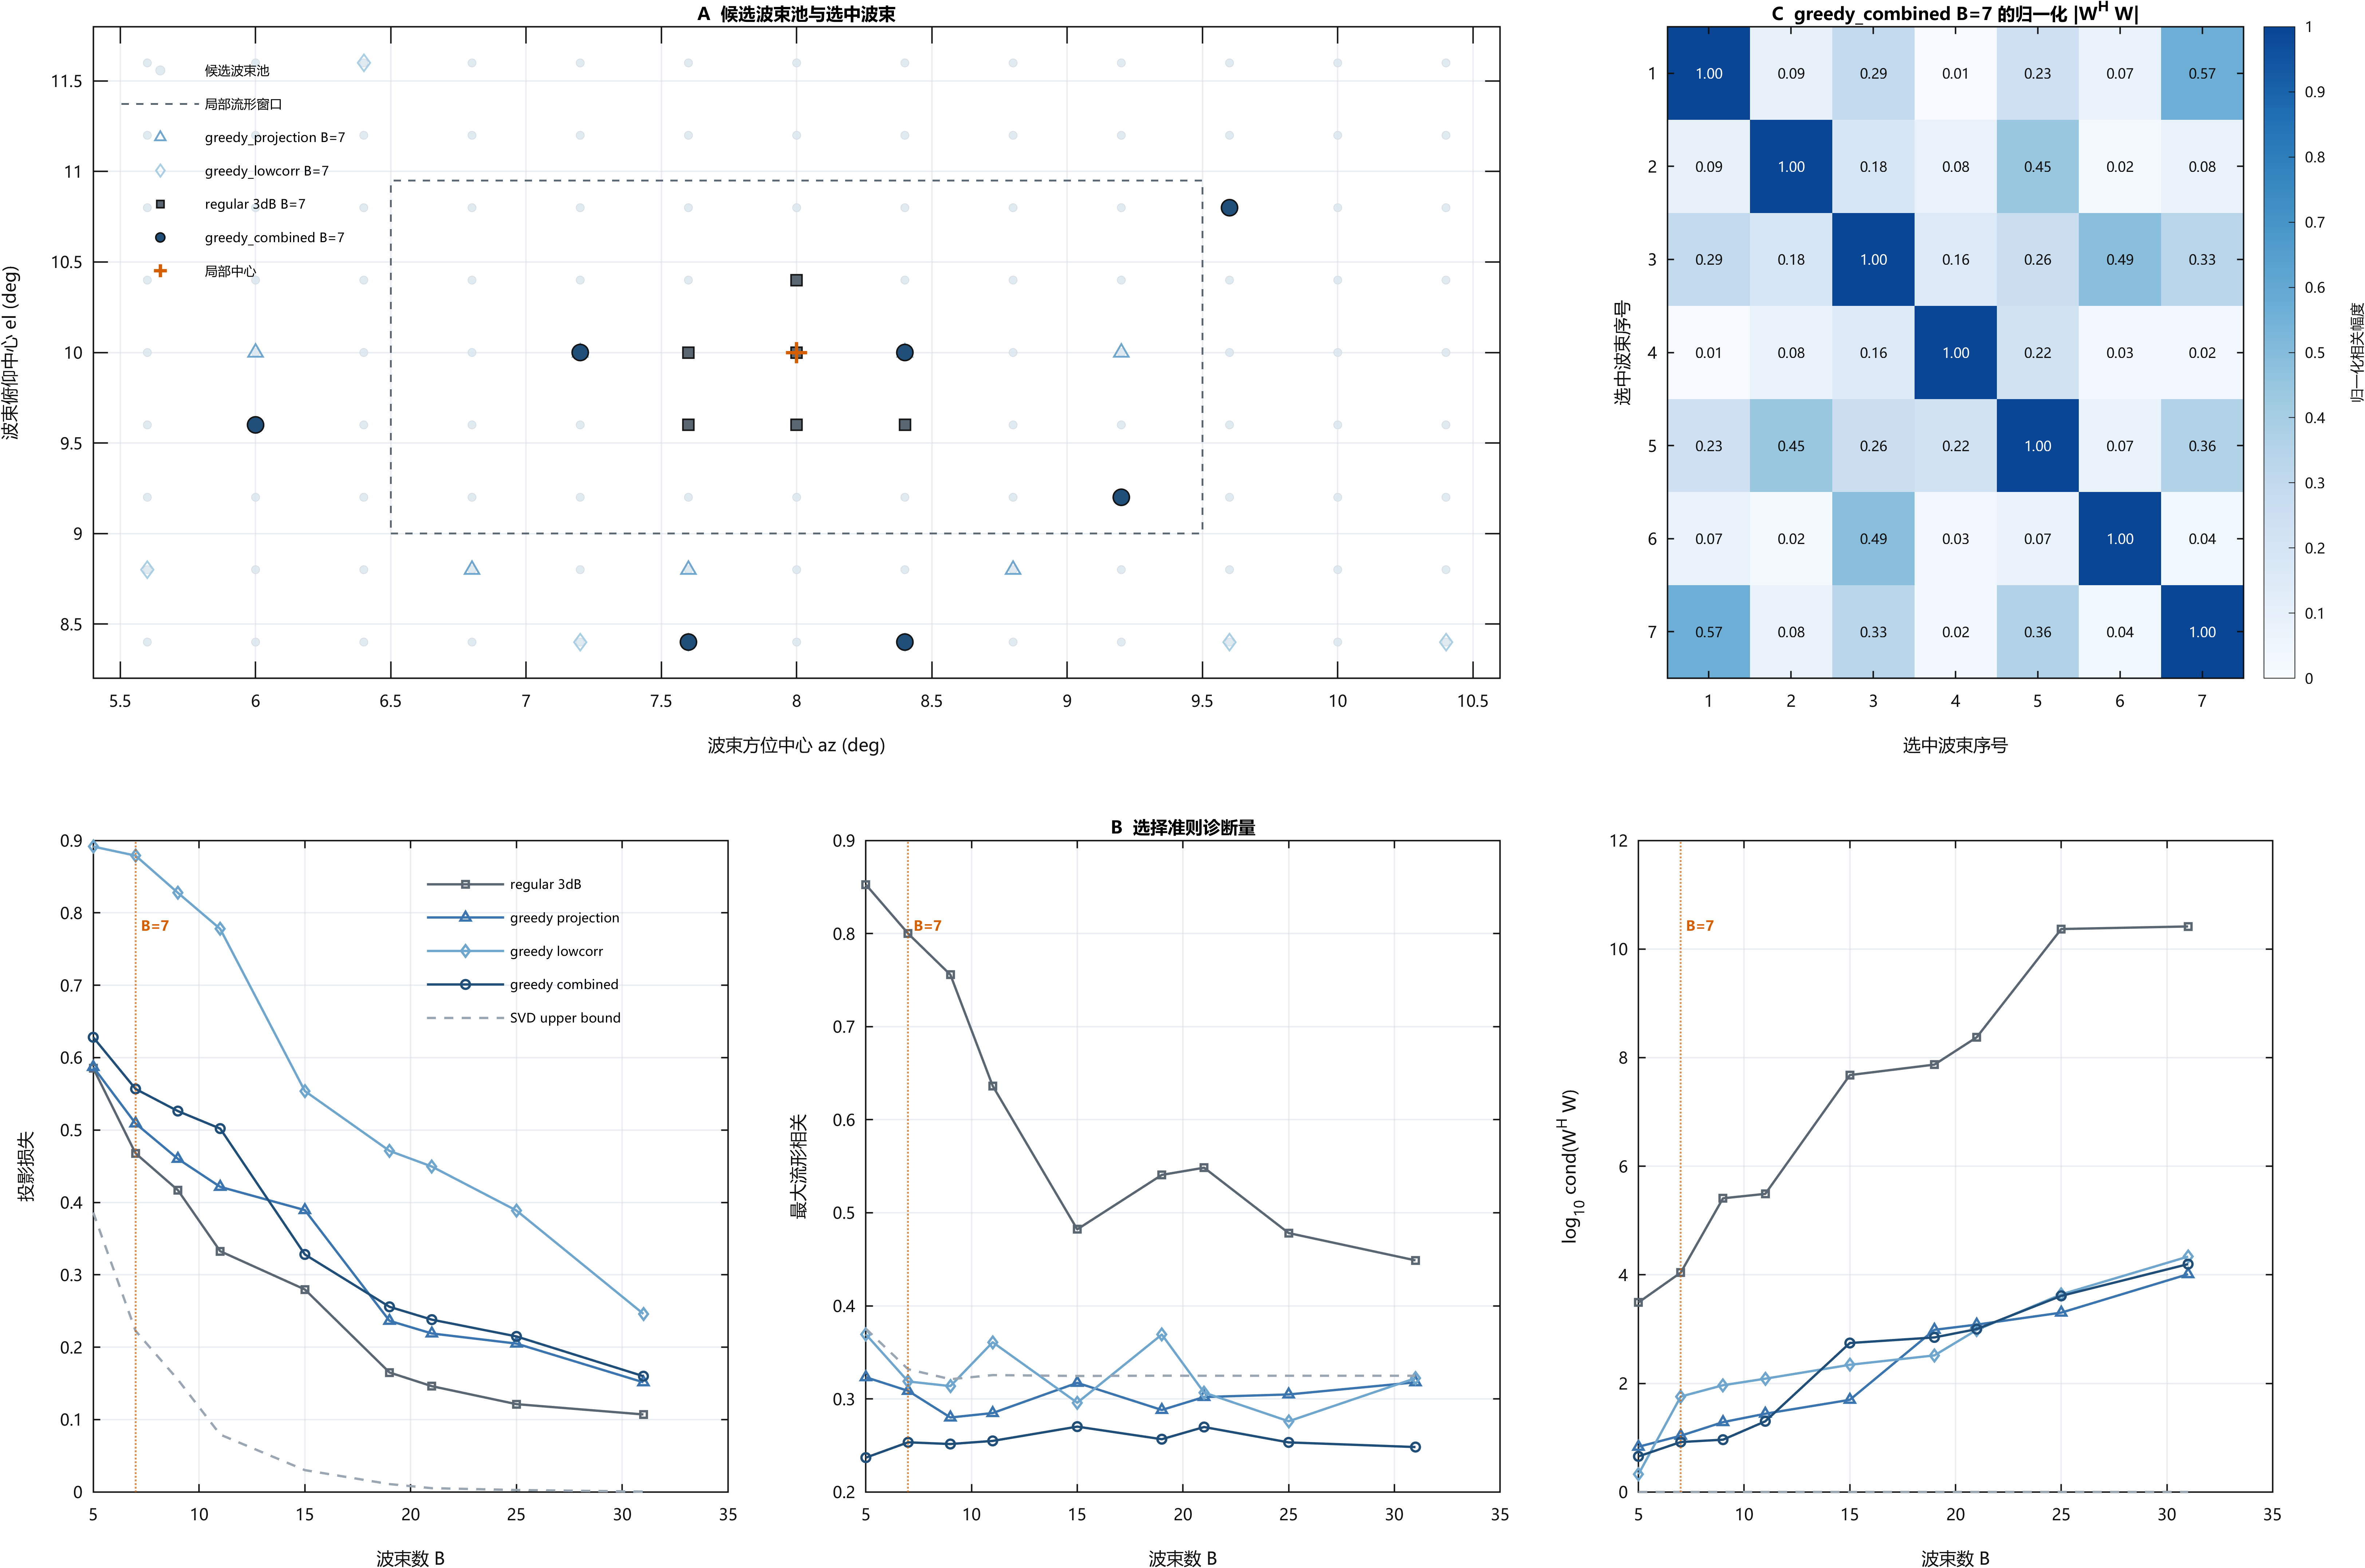 A 候选波束池与选中波束
候选波束池
局部流形窗口
greedy_projection B=7
greedy_lowcorr B=7
regular 3dB B=7
greedy_combined B=7
局部中心
波束俯仰中心 el (deg)
11.5
11
10.5
10
9.5
9
8.5
5.5 6 6.5 7 7.5 8 8.5 9 9.5 10 10.5
波束方位中心 az (deg)
C greedy_combined B=7 的归一化 |W^H W|
选中波束序号
1 1.00 0.09 0.29 0.01 0.23 0.07 0.57
2 0.09 1.00 0.18 0.08 0.45 0.02 0.08
3 0.29 0.18 1.00 0.16 0.26 0.49 0.33
4 0.01 0.08 0.16 1.00 0.22 0.03 0.02
5 0.23 0.45 0.26 0.22 1.00 0.07 0.36
6 0.07 0.02 0.49 0.03 0.07 1.00 0.04
7 0.57 0.08 0.33 0.02 0.36 0.04 1.00
1 2 3 4 5 6 7
选中波束序号
1
0.9
0.8
0.7
0.6
0.5
0.4
0.3
0.2
0.1
0
归一化相关幅度
投影损失
0.9
0.8
0.7
0.6
0.5
0.4
0.3
0.2
0.1
0
B=7
regular 3dB
greedy projection
greedy lowcorr
greedy combined
SVD upper bound
5 10 15 20 25 30 35
波束数 B
B 选择准则诊断量
最大流形相关
0.9
0.8
0.7
0.6
0.5
0.4
0.3
0.2
B=7
5 10 15 20 25 30 35
波束数 B
log10 cond(W^H W)
12
10
8
6
4
2
0
B=7
5 10 15 20 25 30 35
波束数 B